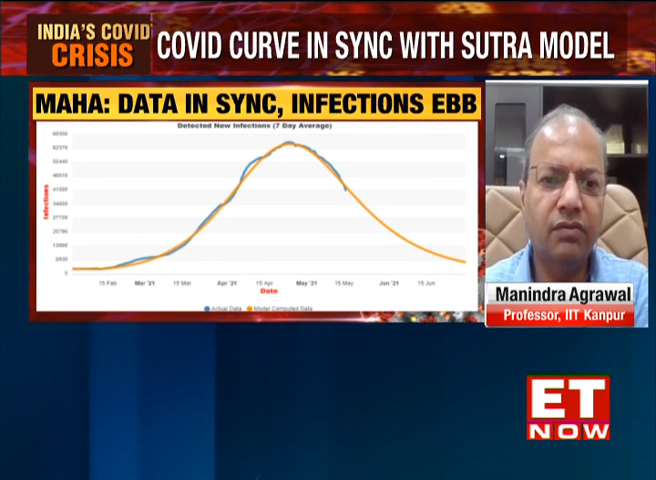 INDIA'S COVID
CRISIS
COVID CURVE IN SYNC WITH SUTRA MODEL
MAHA: DATA IN SYNC, INFECTIONS EBB
Detected New Infections (7 Day Average)
Infections
0
15 Feb Mar '21 15 Mar Apr '21 15 Apr May '21 15 May Jun '21 15 Jun
Date
Actual Data Model Computed Data
Manindra Agrawal
Professor, IIT Kanpur
ET
NOW